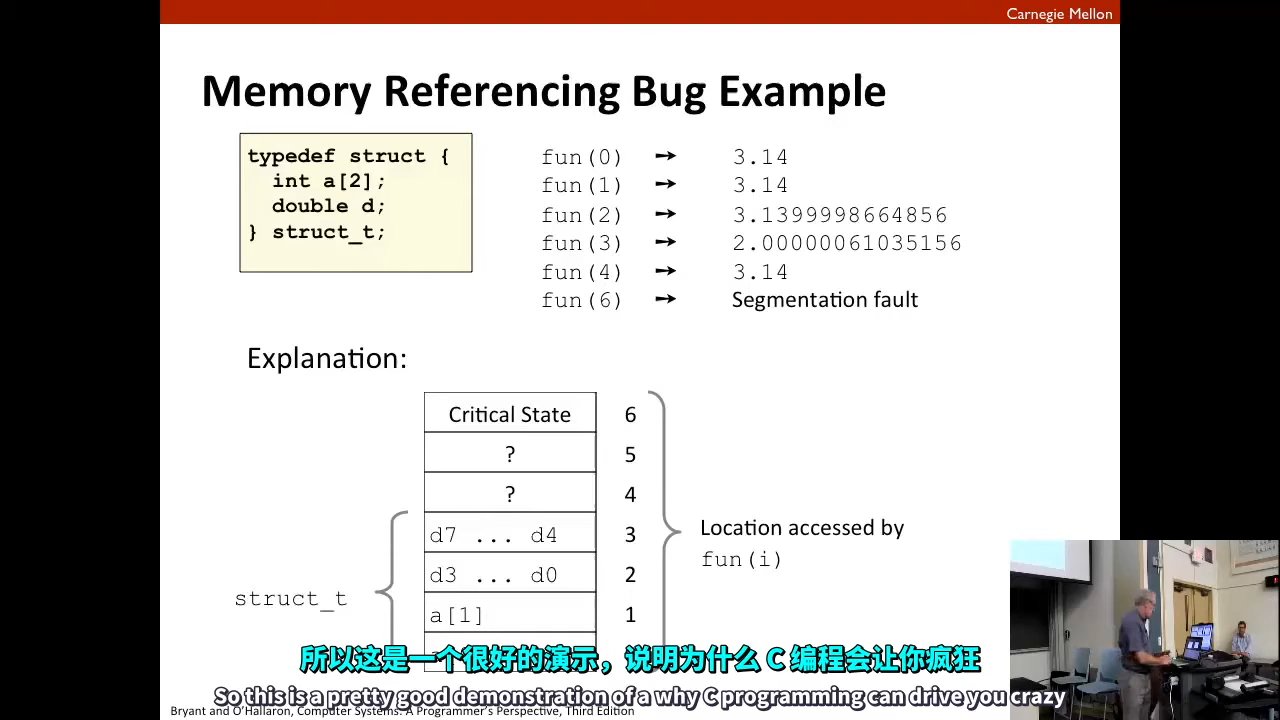 Carnegie Mellon
Memory Referencing Bug Example
typedef struct {
int a[2];
double d;
} struct_t;
fun(0) ➙ 3.14
fun(1) ➙ 3.14
fun(2) ➙ 3.1399998664856
fun(3) ➙ 2.00000061035156
fun(4) ➙ 3.14
fun(6) ➙ Segmentation fault
Explanation:
Critical State 6
? 5
? 4
d7 ... d4 3
d3 ... d0 2
a[1] 1
struct_t
Location accessed by
fun(i)
所以这是一个很好的演示，说明为什么 C 编程会让你疯狂
So this is a pretty good demonstration of a why C programming can drive you crazy
Bryant and O'Hallaron, Computer Systems: A Programmer's Perspective, Third Edition